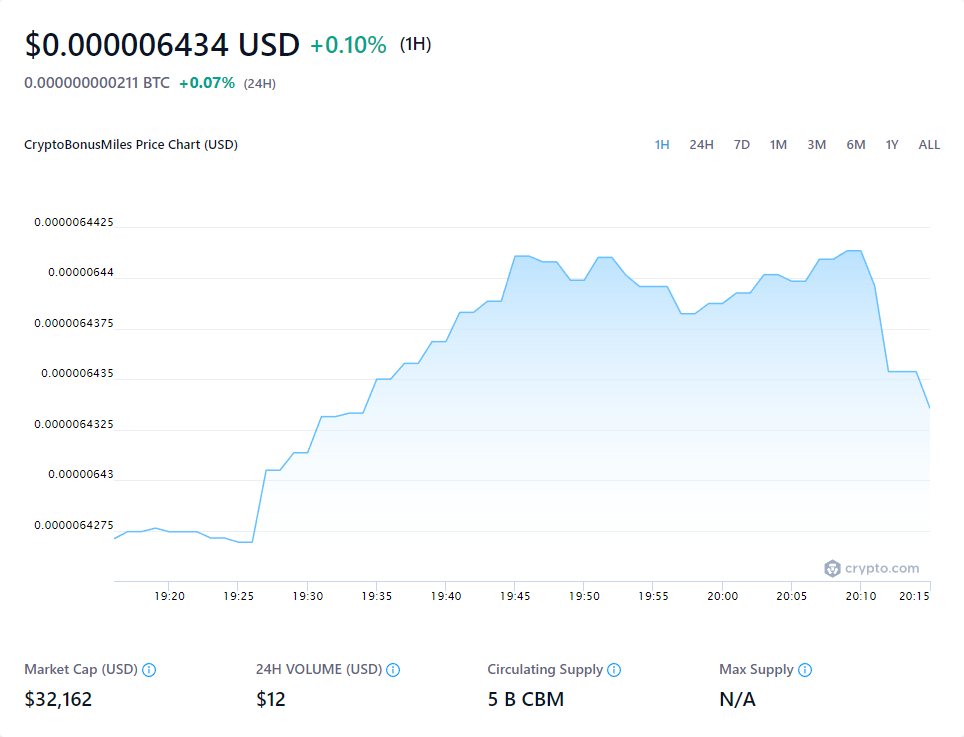 $0.000006434 USD +0.10% (1H)
0.000000000211 BTC +0.07% (24H)
CryptoBonusMiles Price Chart (USD)
1H 24H 7D 1M 3M 6M 1Y ALL
0.0000064425
0.00000644
0.0000064375
0.000006435
0.0000064325
0.00000643
0.0000064275
crypto.com
19:20 19:25 19:30 19:35 19:40 19:45 19:50 19:55 20:00 20:05 20:10 20:15
Market Cap (USD) 24H VOLUME (USD) Circulating Supply Max Supply
$32,162 $12 5 B CBM N/A